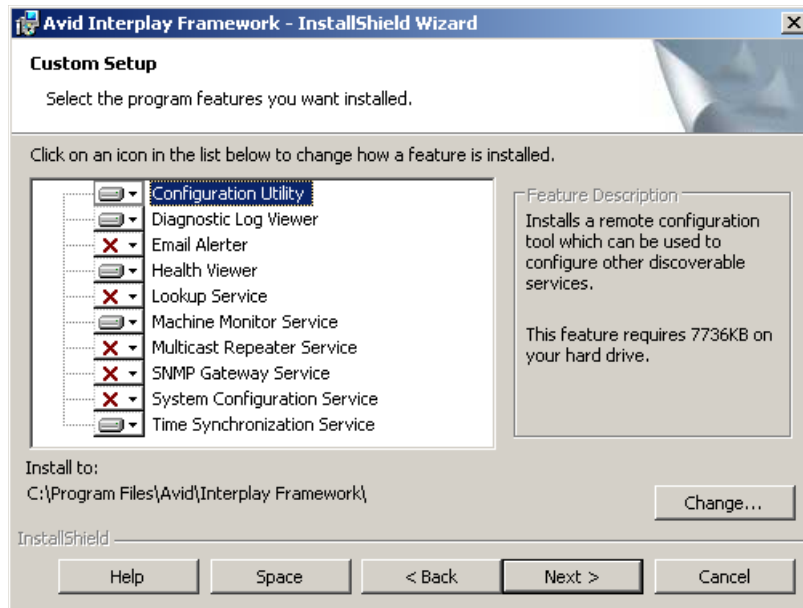 Avid Interplay Framework - InstallShield Wizard
Custom Setup
Select the program features you want installed.
Click on an icon in the list below to change how a feature is installed.
Configuration Utility
Diagnostic Log Viewer
Email Alerter
Health Viewer
Lookup Service
Machine Monitor Service
Multicast Repeater Service
SNMP Gateway Service
System Configuration Service
Time Synchronization Service
Feature Description
Installs a remote configuration
tool which can be used to
configure other discoverable
services.
This feature requires 7736KB on
your hard drive.
Install to:
C:\Program Files\Avid\Interplay Framework\
Change...
InstallShield
Help
Space
< Back
Next >
Cancel